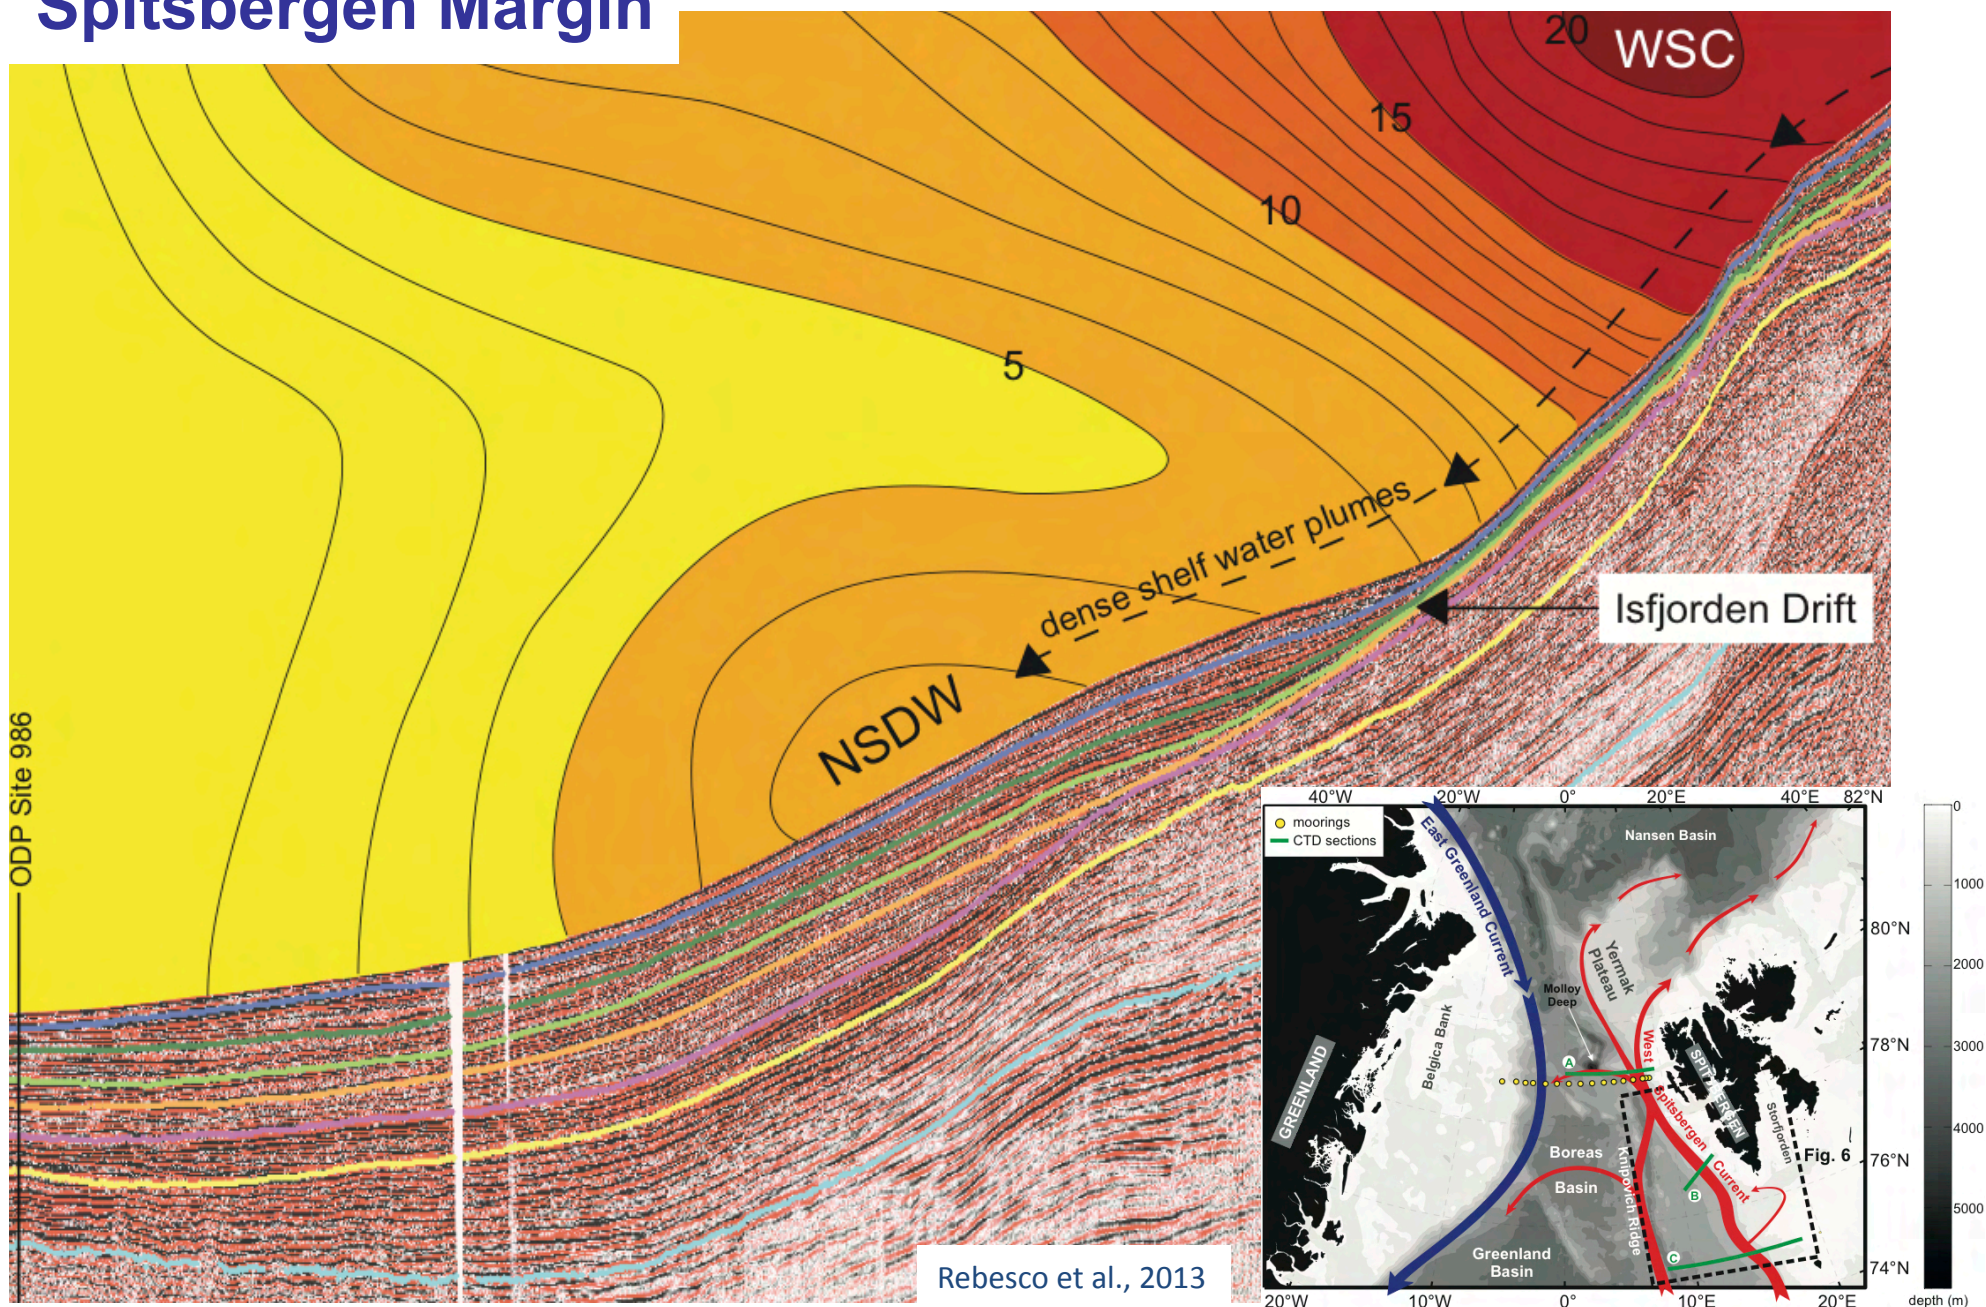 Spitsbergen Margin
20
WSC
15
10
5
dense shelf water plumes
Isfjorden Drift
NSDW
ODP Site 986
Rebesco et al., 2013
40°W
20°W
0°
20°E
40°E
82°N
moorings
CTD sections
East Greenland Current
Nansen Basin
Yermak
Plateau
Molloy
Deep
80°N
78°N
76°N
74°N
Belgica Bank
GREENLAND
A
West
Spitsbergen
Current
SPITZBERGEN
Storfjorden
Fig. 6
B
C
Boreas
Basin
Knipovich Ridge
Greenland
Basin
20°W
10°W
0°
10°E
20°E
0
1000
2000
3000
4000
5000
depth (m)